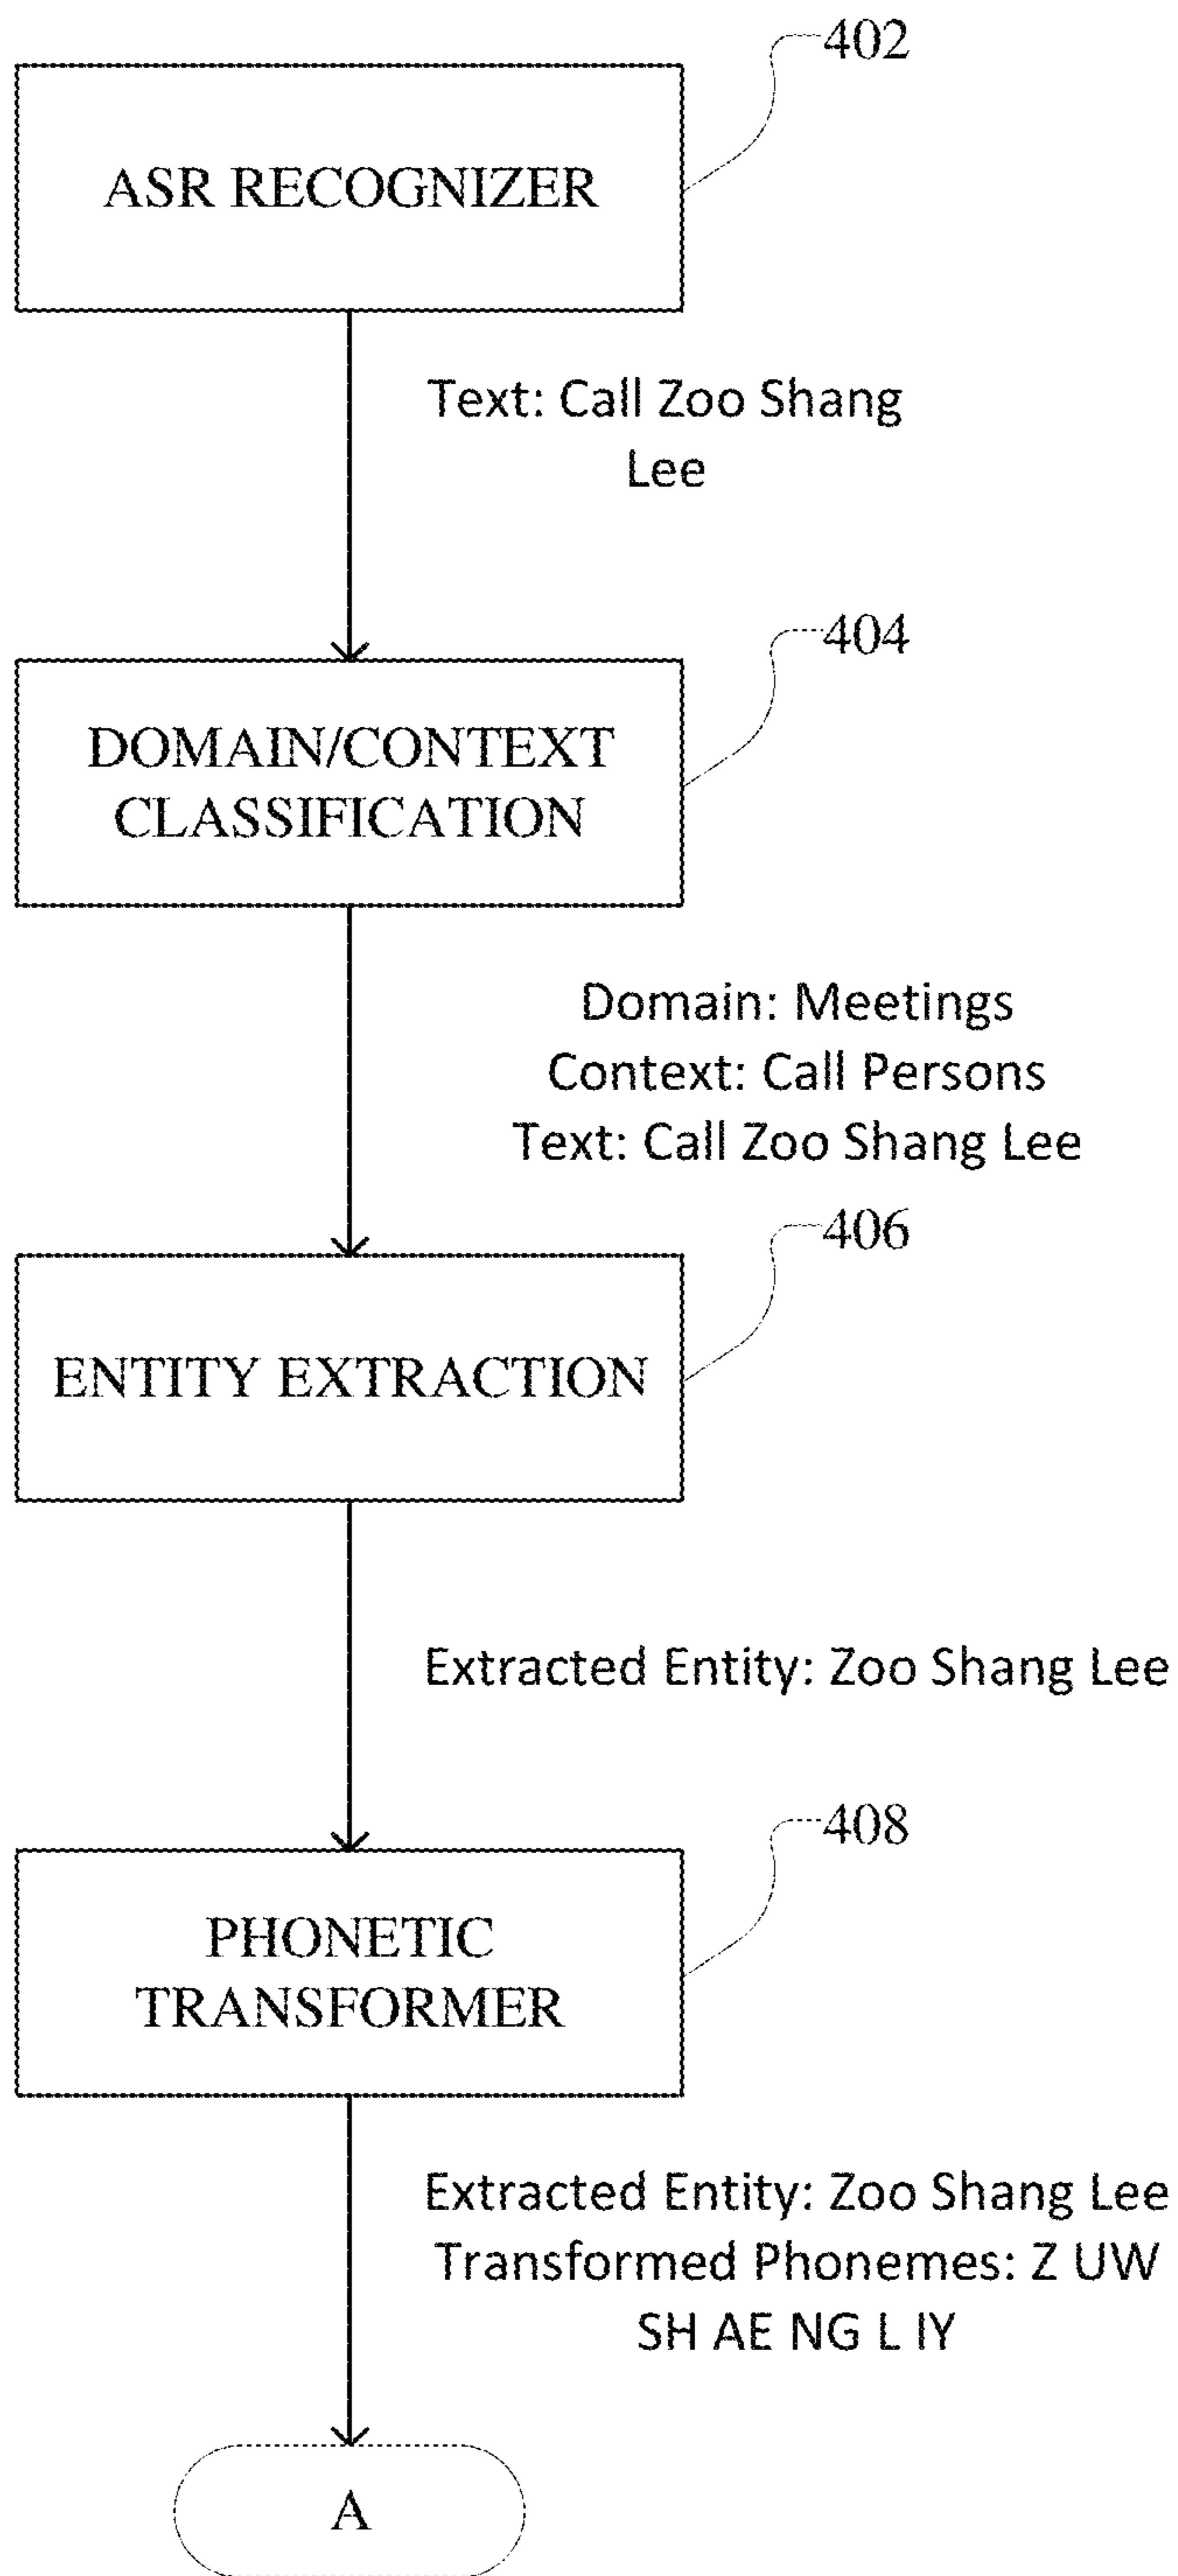 402
ASR RECOGNIZER
Text: Call Zoo Shang
Lee
404
DOMAIN/CONTEXT
CLASSIFICATION
Domain: Meetings
Context: Call Persons
Text: Call Zoo Shang Lee
406
ENTITY EXTRACTION
Extracted Entity: Zoo Shang Lee
408
PHONETIC
TRANSFORMER
Extracted Entity: Zoo Shang Lee
Transformed Phonemes: Z UW
SH AE NG L IY
A